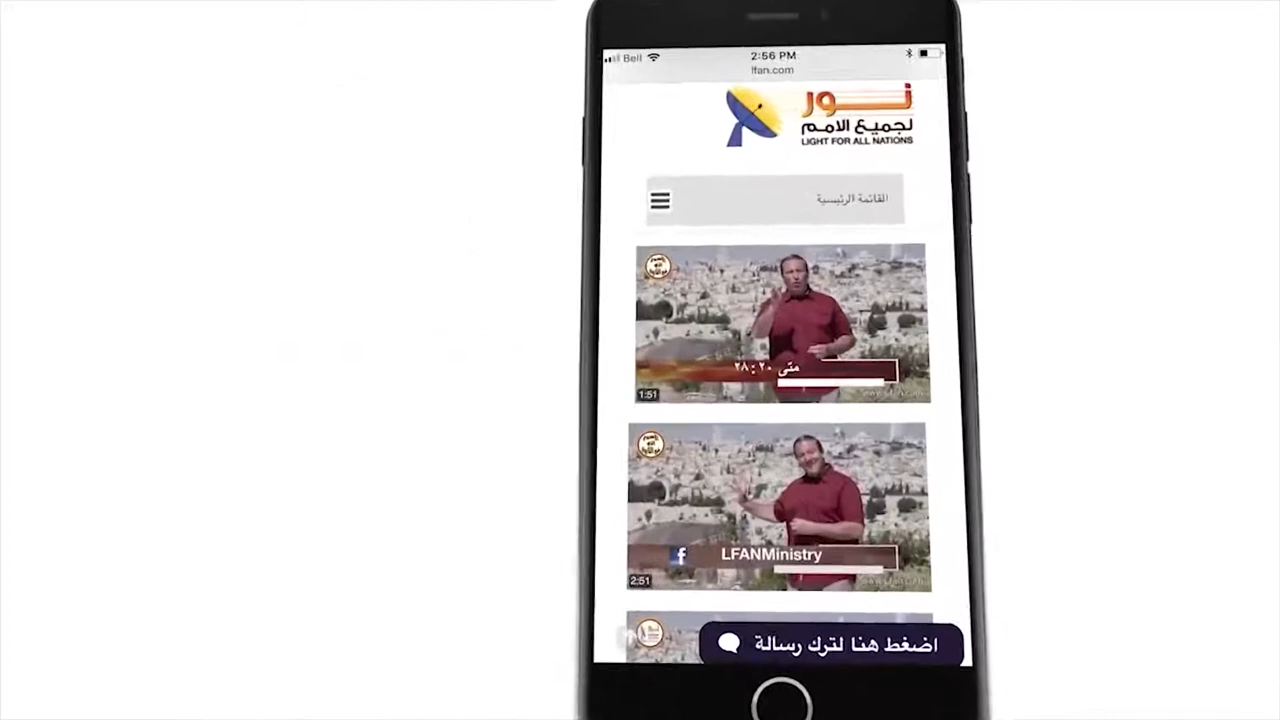 Bell
2:56 PM
lfan.com
نور
لجميع الامم
LIGHT FOR ALL NATIONS
القائمة الرئيسية
متى ٢٠:٢٨
1:51
LFANMinistry
2:51
اضغط هنا لترك رسالة